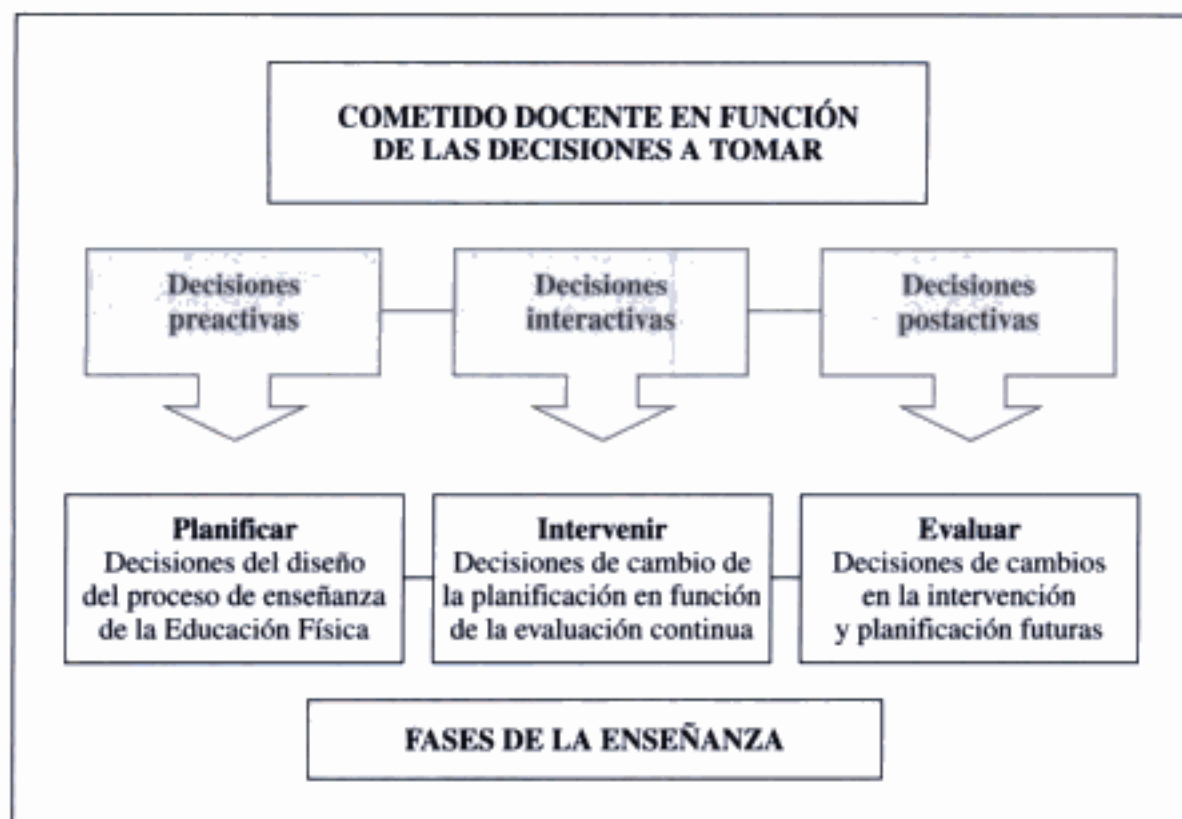 COMETIDO DOCENTE EN FUNCIÓN
DE LAS DECISIONES A TOMAR
Decisiones
preactivas
Decisiones
interactivas
Decisiones
postactivas
Planificar
Decisiones del diseño
del proceso de enseñanza
de la Educación Física
Intervenir
Decisiones de cambio de
la planificación en función
de la evaluación continua
Evaluar
Decisiones de cambios
en la intervención
y planificación futuras
FASES DE LA ENSEÑANZA